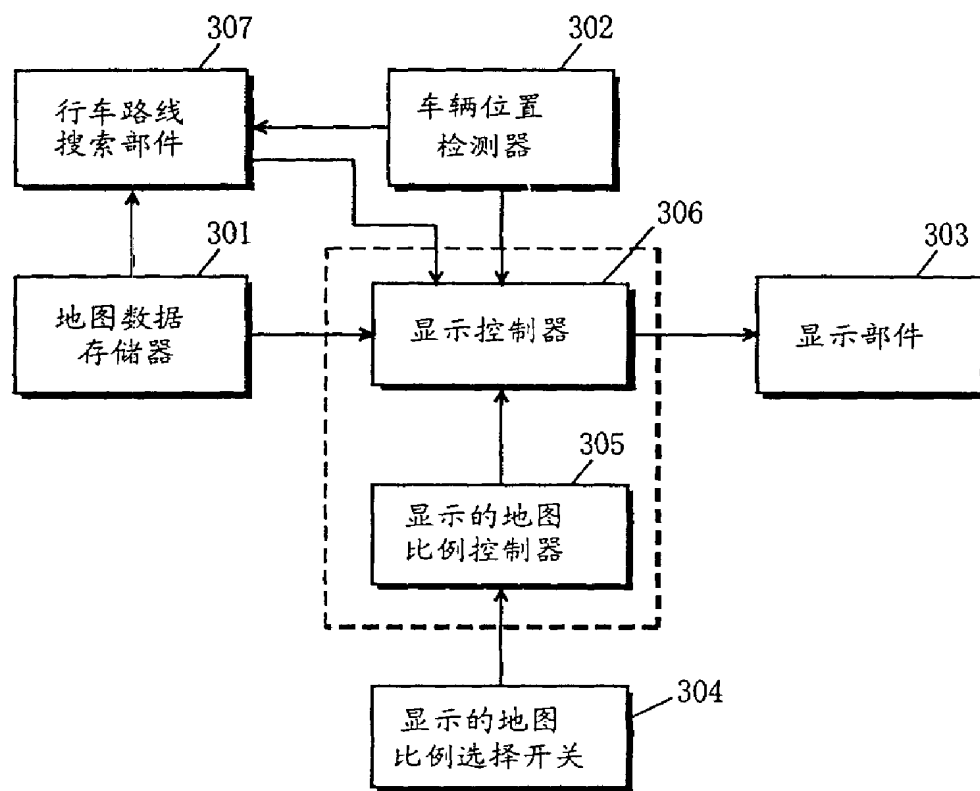 307
行车路线
搜索部件
302
车辆位置
检测器
301
地图数据
存储器
306
显示控制器
303
显示部件
305
显示的地图
比例控制器
304
显示的地图
比例选择开关